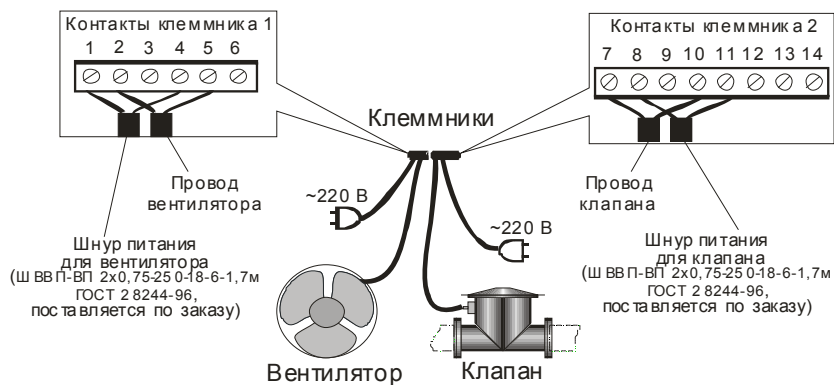 Контакты клеммника 1
1 2 3 4 5 6
Контакты клеммника 2
7 8 9 10 11 12 13 14
Клеммники
Провод
вентилятора
Провод
клапана
~220 В
~220 В
Шнур питания
для вентилятора
(ШВВП-ВП 2х0,75-250-18-6-1,7м
ГОСТ 28244-96,
поставляется по заказу)
Шнур питания
для клапана
(ШВВП-ВП 2х0,75-250-18-6-1,7м
ГОСТ 28244-96,
поставляется по заказу)
Вентилятор
Клапан